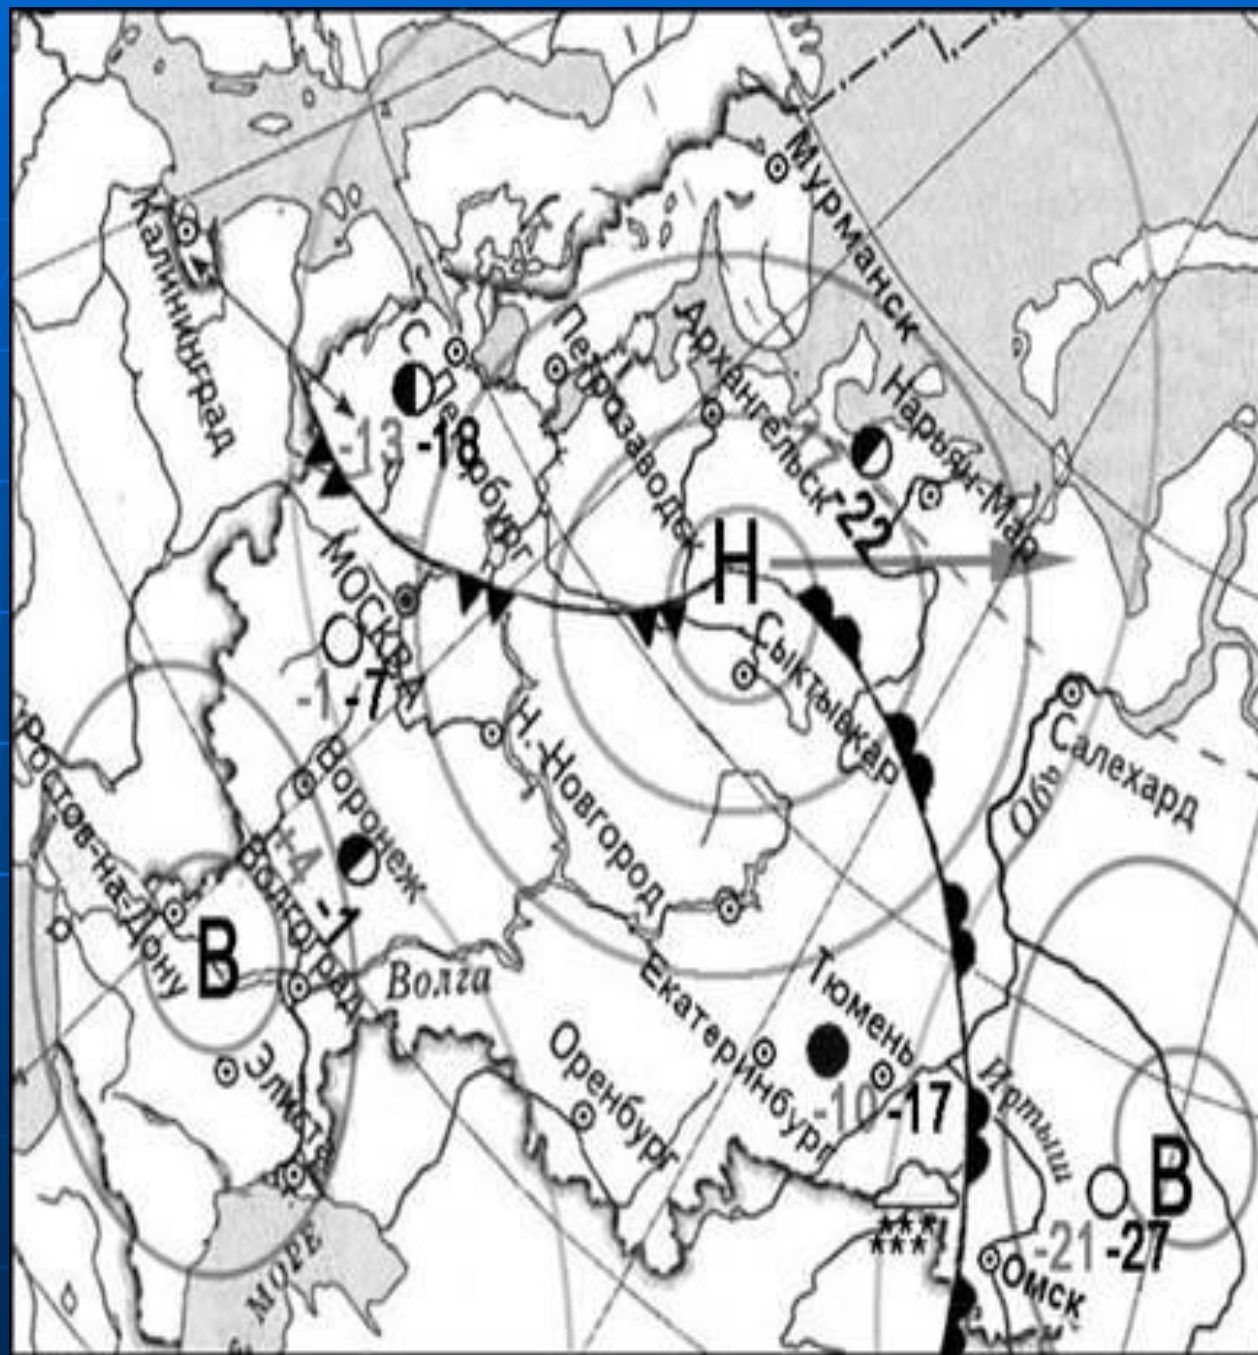 Мурманск
Калининград
С.Петербург
Петрозаводск
Архангельск
Нарьян-Мар
-13 -18
-22
Н
МОСКВА
Сыктывкар
-1 -7
Салехард
Обь
Н.-Новгород
Воронеж
Ростов-на-Дону
+4 -1
Волгоград
В
Волга
Екатеринбург
Тюмень
Оренбург
Элиста
-10 -17
Иртыш
В
-21 -27
Омск
МОРЕ